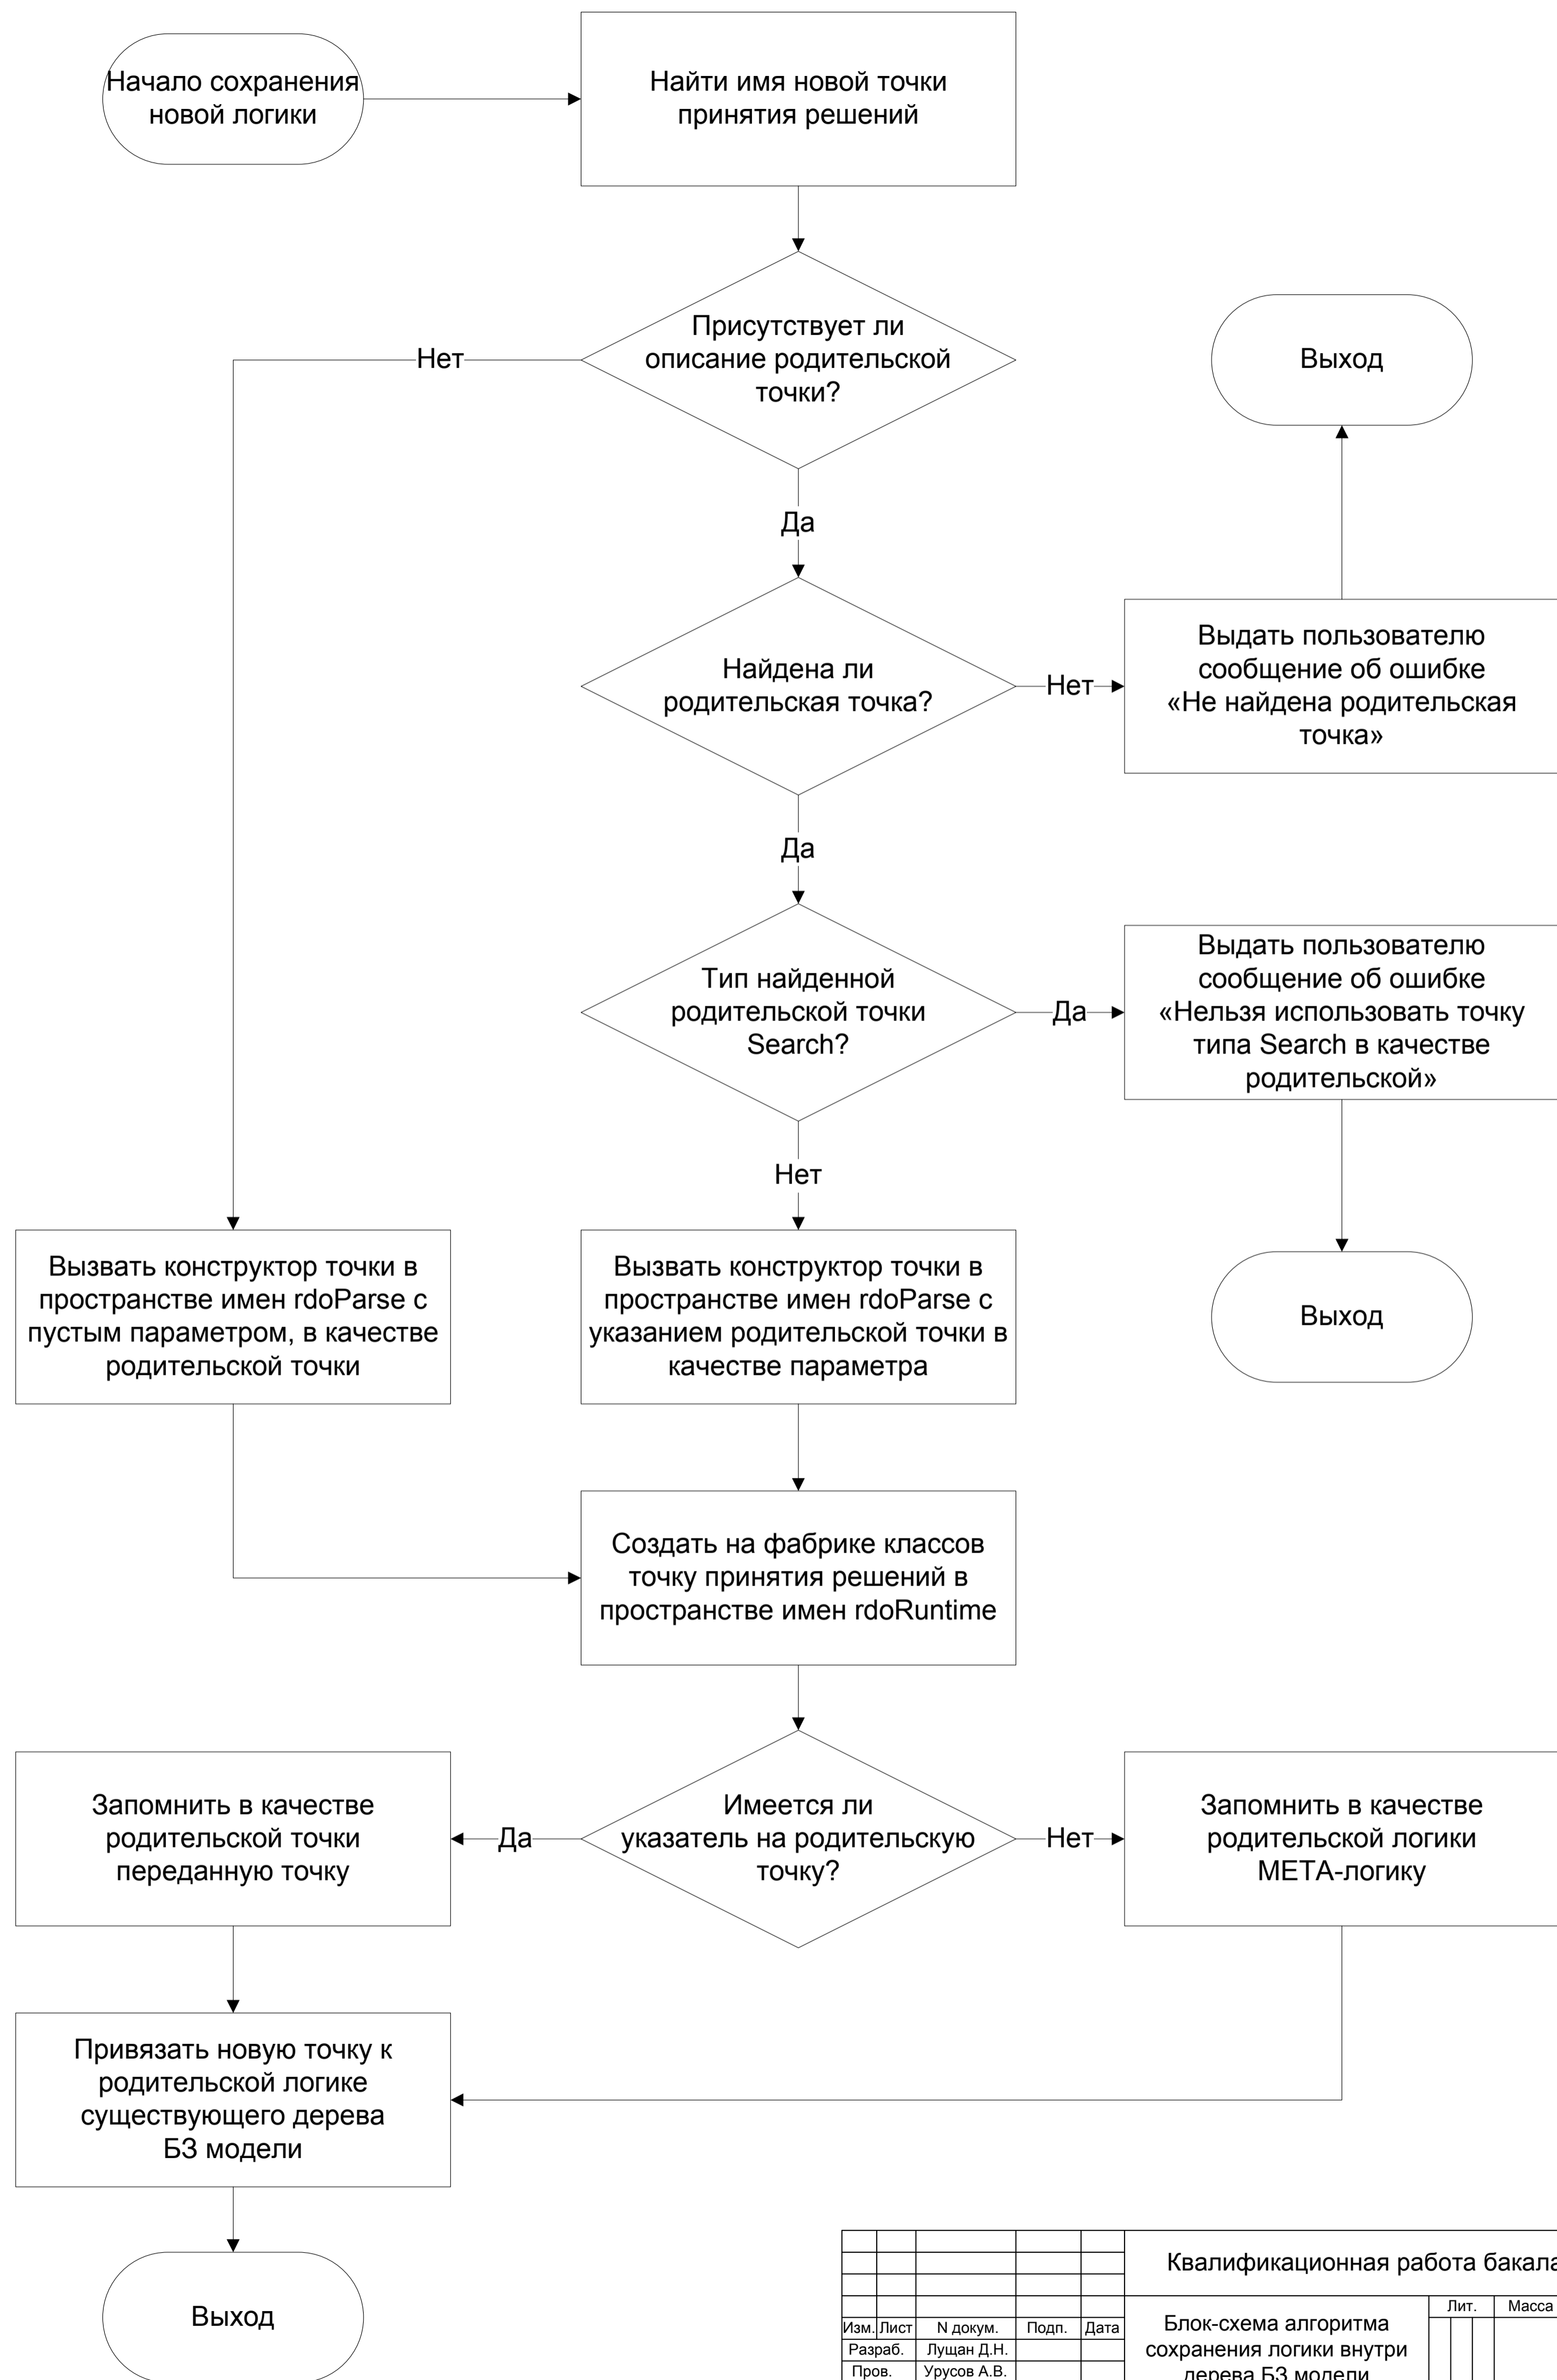 Начало сохранения
новой логики
Найти имя новой точки
принятия решений
Присутствует ли
описание родительской
точки?
Нет
Выход
Да
Найдена ли
родительская точка?
Нет
Выдать пользователю
сообщение об ошибке
«Не найдена родительская
точка»
Да
Тип найденной
родительской точки
Search?
Да
Выдать пользователю
сообщение об ошибке
«Нельзя использовать точку
типа Search в качестве
родительской»
Нет
Вызвать конструктор точки в
пространстве имен rdoParse с
пустым параметром, в качестве
родительской точки
Вызвать конструктор точки в
пространстве имен rdoParse с
указанием родительской точки в
качестве параметра
Выход
Создать на фабрике классов
точку принятия решений в
пространстве имен rdoRuntime
Запомнить в качестве
родительской точки
переданную точку
Да
Имеется ли
указатель на родительскую
точку?
Нет
Запомнить в качестве
родительской логики
МЕТА-логику
Привязать новую точку к
родительской логике
существующего дерева
БЗ модели
Выход
Квалификационная работа бакала
Изм. Лист N докум. Подп. Дата
Разраб. Лущан Д.Н.
Пров. Урусов А.В.
Блок-схема алгоритма
сохранения логики внутри
дерева БЗ модели
Лит. Масса